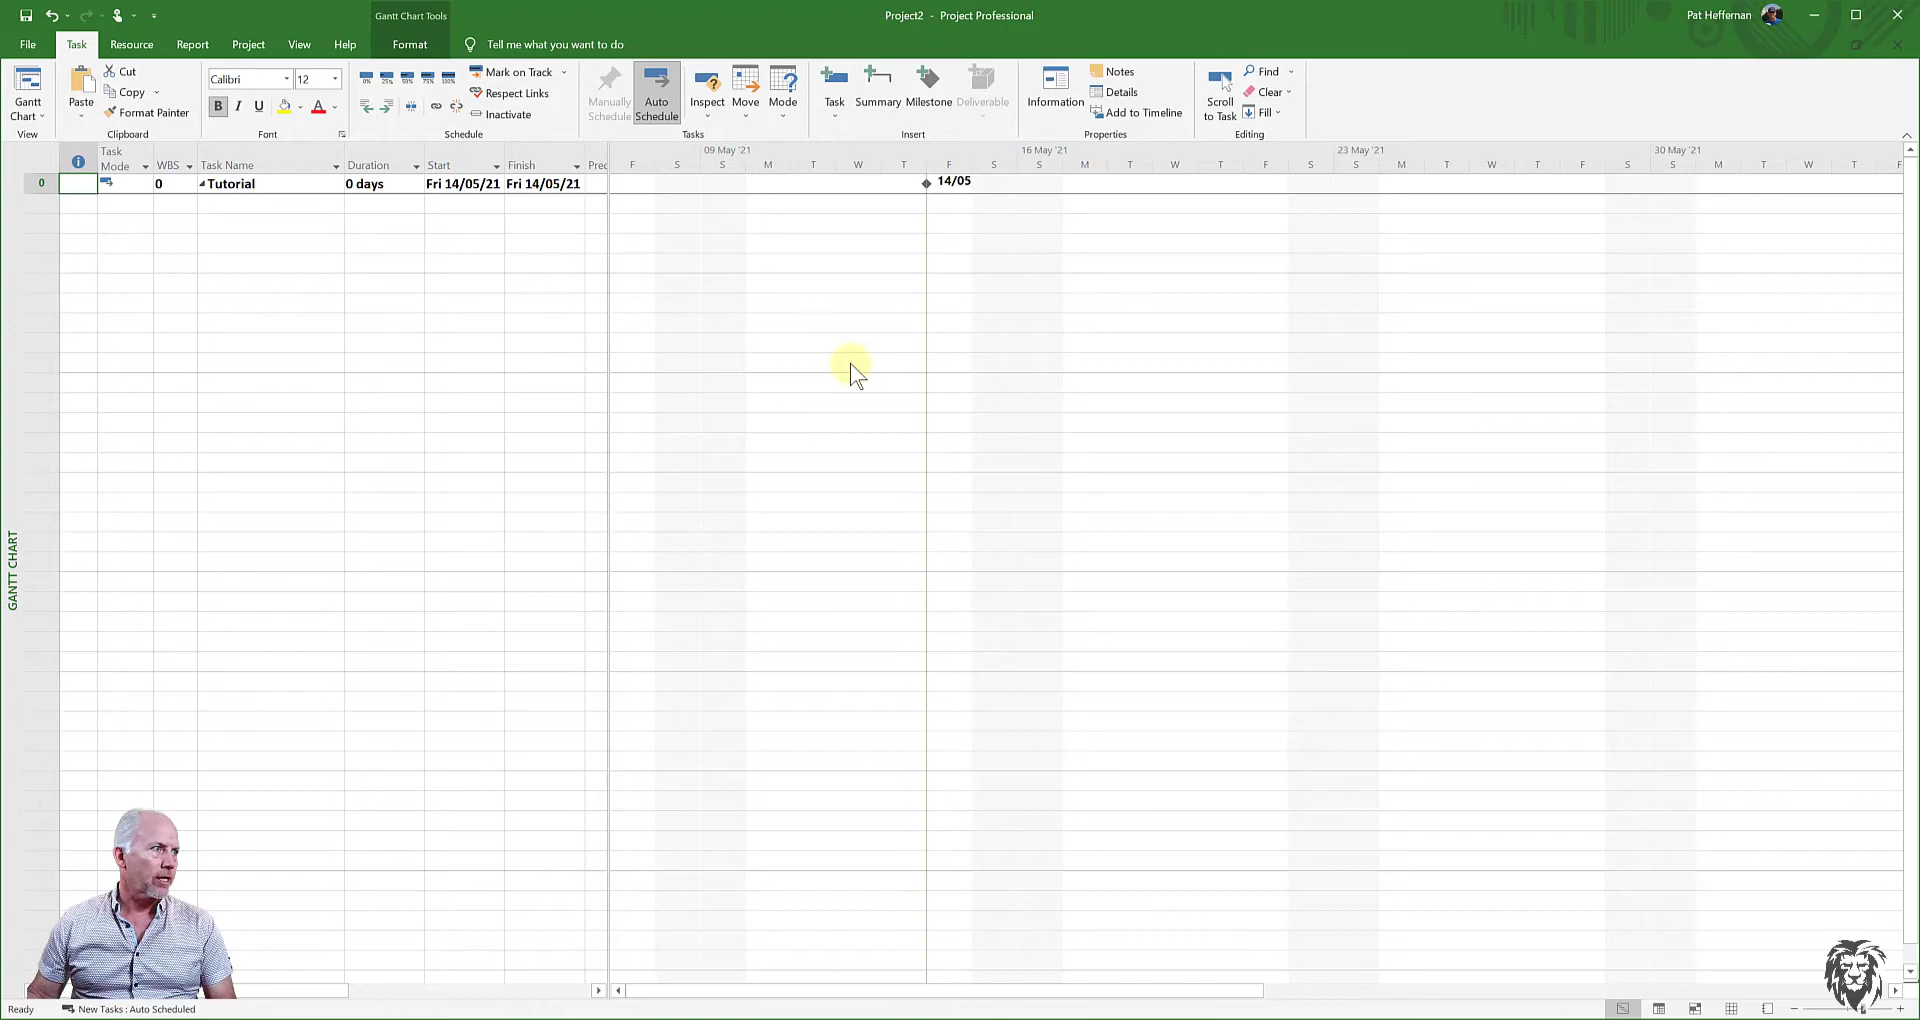 Gantt Chart Tools
Project2 - Project Professional
Pat Heffernan
File Task Resource Report Project View Help Format Tell me what you want to do
Gantt Chart
View
Paste
Cut
Copy
Format Painter
Clipboard
Calibri 12
B I U A
Font
0% 25% 50% 75% 100%
Mark on Track
Respect Links
Inactivate
Schedule
Manually Schedule
Auto Schedule
Inspect Move Mode
Tasks
Task Summary Milestone Deliverable
Insert
Information
Notes
Details
Add to Timeline
Properties
Scroll to Task
Find
Clear
Fill
Editing
Task Mode WBS Task Name Duration Start Finish Prec
09 May '21 16 May '21 23 May '21 30 May '21
F S S M T W T F S S M T W T F S S M T W T F S S M T W T F
0 0 Tutorial 0 days Fri 14/05/21 Fri 14/05/21
14/05
GANTT CHART
Ready New Tasks : Auto Scheduled